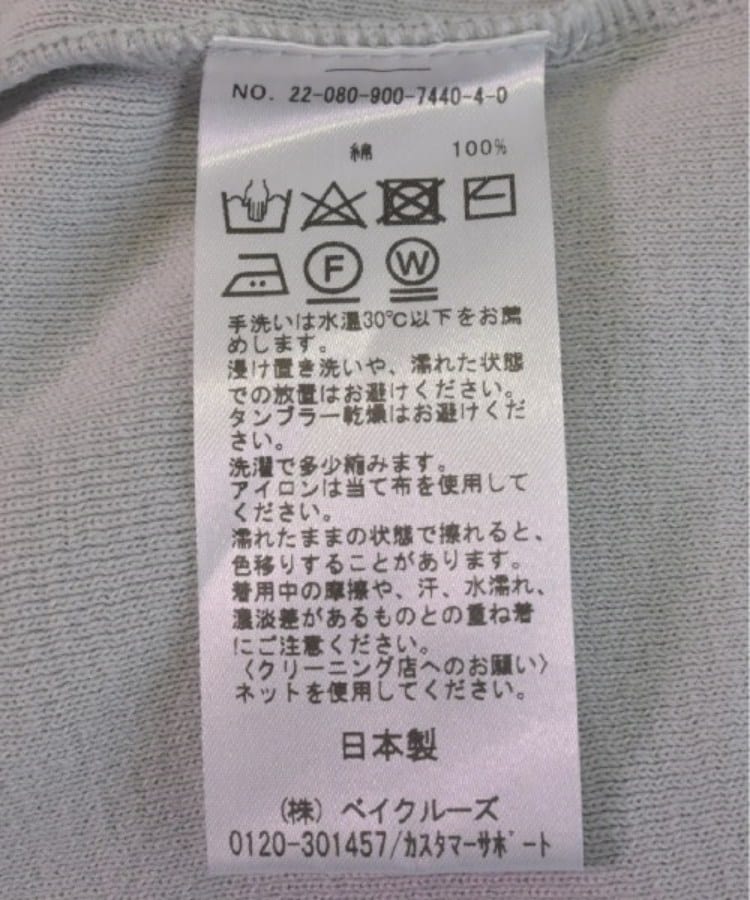 NO. 22-080-900-7440-4-0
綿 100%
F W
手洗いは水温30℃以下をお薦
めします。
浸け置き洗いや、濡れた状態
での放置はお避けください。
タンブラー乾燥はお避けくだ
さい。
洗濯で多少縮みます。
アイロンは当て布を使用して
ください。
濡れたままの状態で擦れると、
色移りすることがあります。
着用中の摩擦や、汗、水濡れ、
濃淡差があるものとの重ね着
にご注意ください。
〈クリーニング店へのお願い〉
ネットを使用してください。
日本製
(株) ベイクルーズ
0120-301457/カスタマーサポート